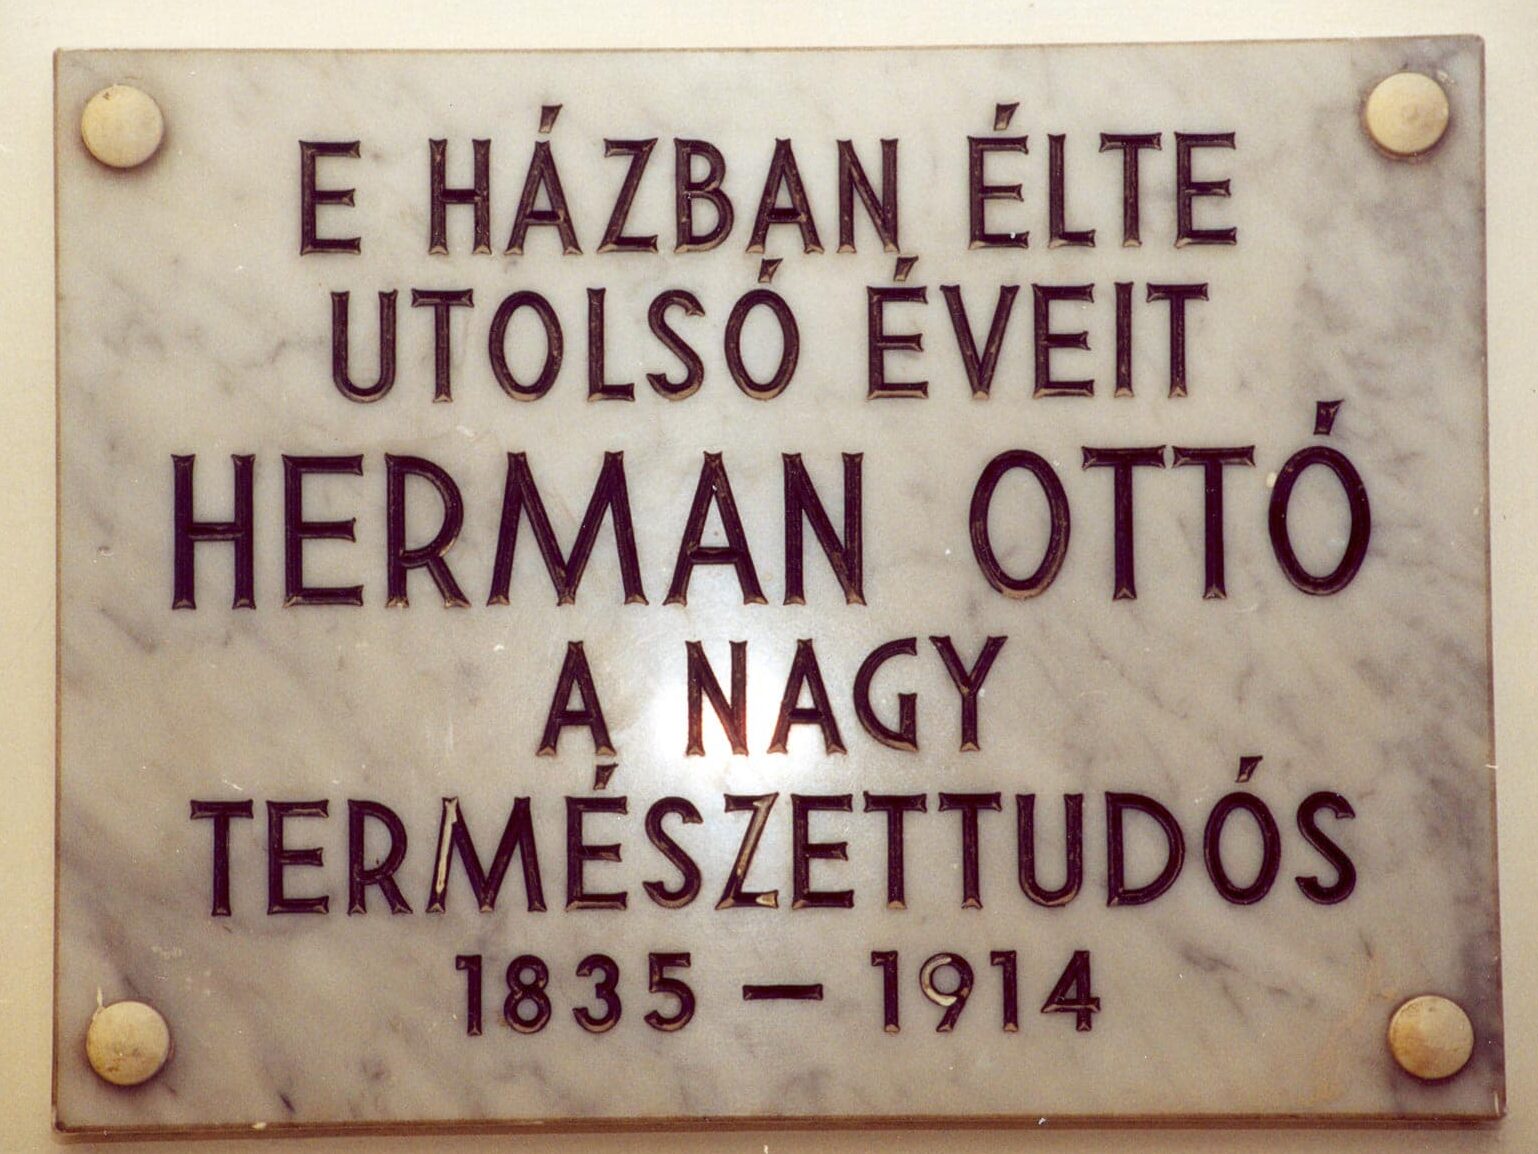 E HÁZBAN ÉLTE
UTOLSÓ ÉVEIT
HERMAN OTTÓ
A NAGY
TERMÉSZETTUDÓS
1835 — 1914